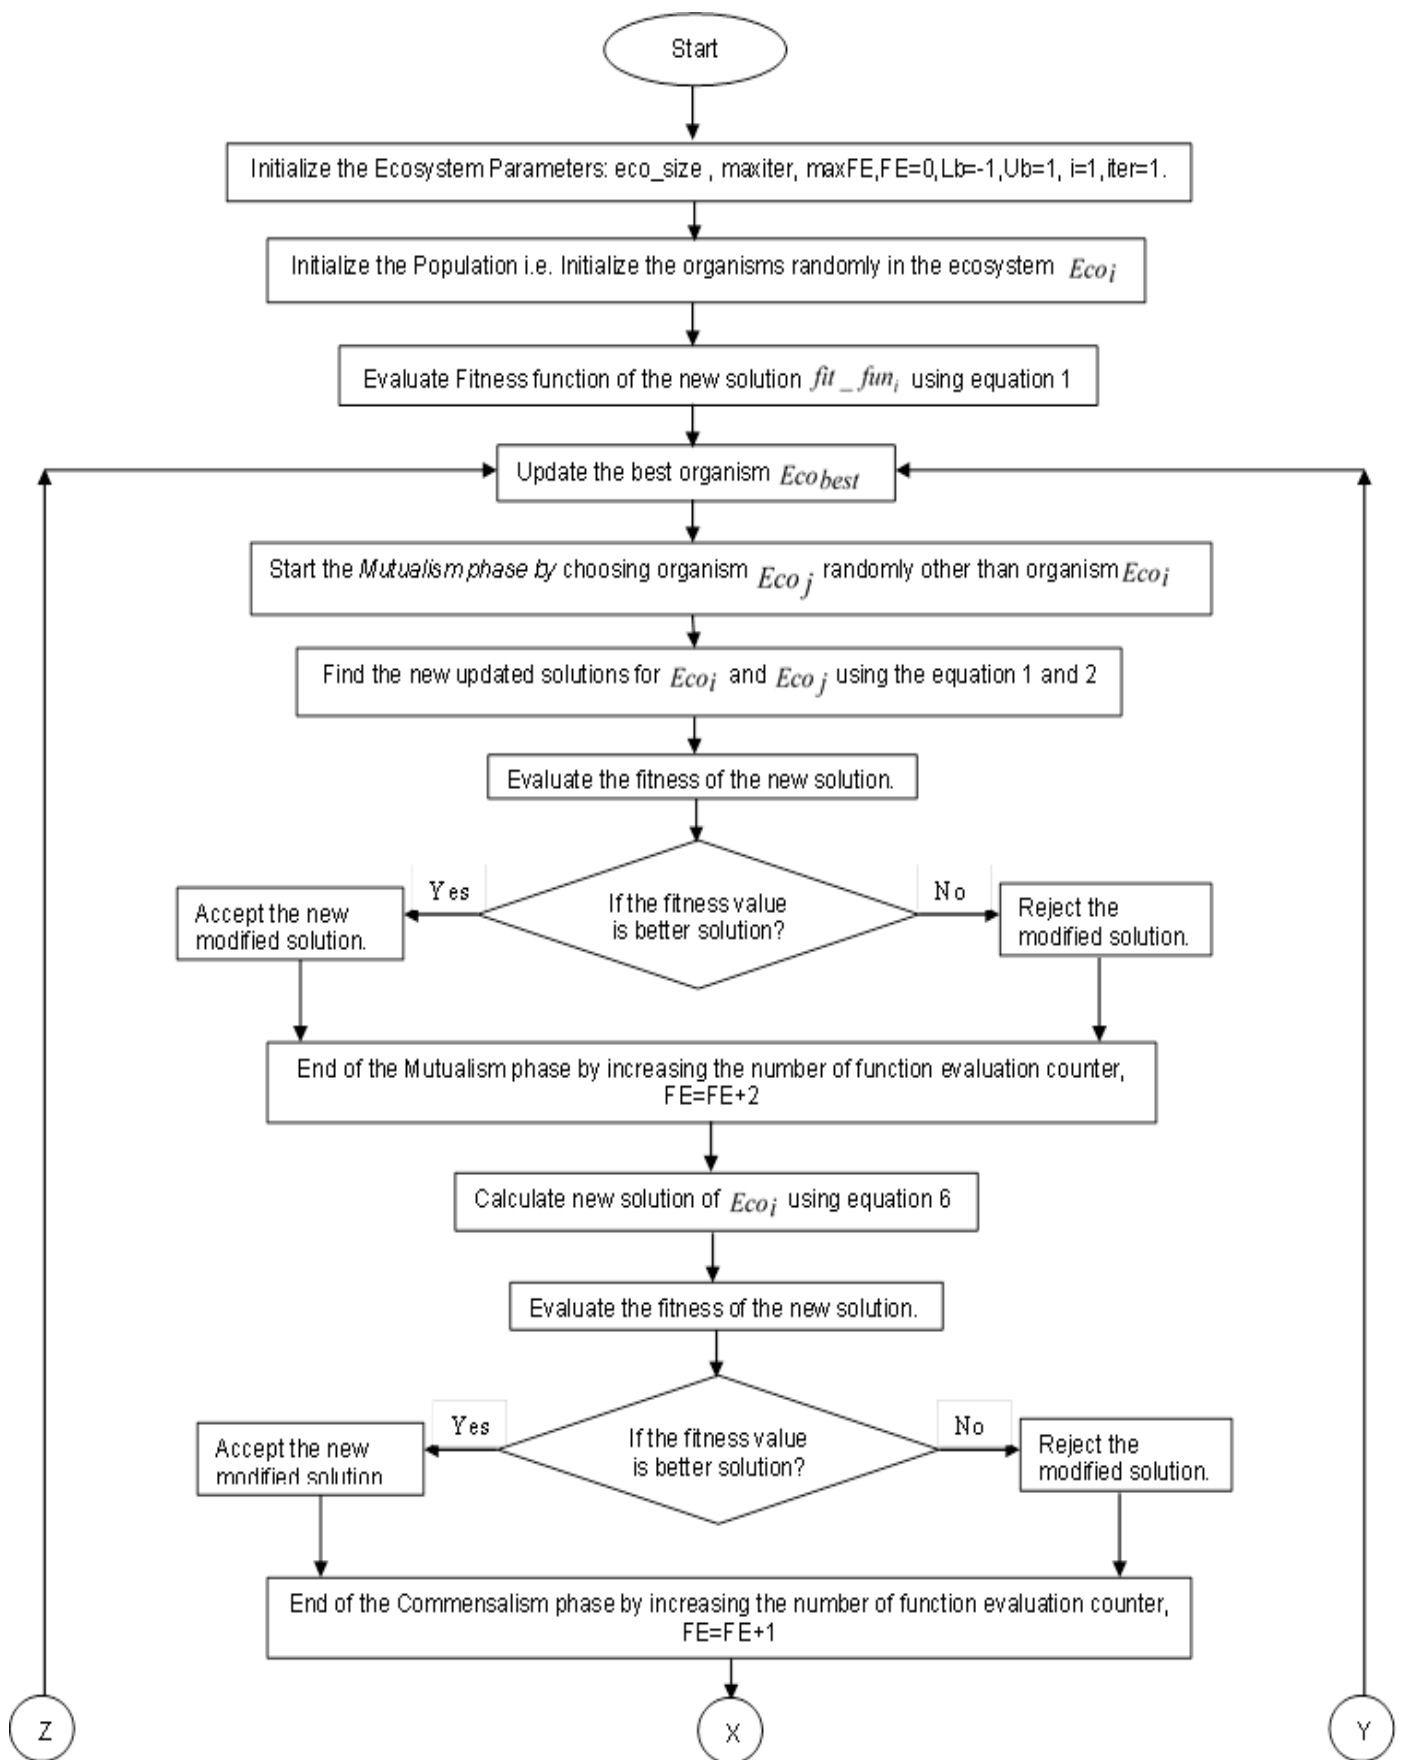 Start
Initialize the Ecosystem Parameters: eco_size , maxiter, maxFE,FE=0,Lb=-1,Ub=1, i=1,iter=1.
Initialize the Population i.e. Initialize the organisms randomly in the ecosystem Eco_i
Evaluate Fitness function of the new solution fit_fun_i using equation 1
Update the best organism Eco_best
Start the Mutualism phase by choosing organism Eco_j randomly other than organism Eco_i
Find the new updated solutions for Eco_i and Eco_j using the equation 1 and 2
Evaluate the fitness of the new solution.
Yes
If the fitness value
is better solution?
No
Accept the new
modified solution.
Reject the
modified solution.
End of the Mutualism phase by increasing the number of function evaluation counter,
FE=FE+2
Calculate new solution of Eco_i using equation 6
Evaluate the fitness of the new solution.
Yes
If the fitness value
is better solution?
No
Accept the new
modified solution
Reject the
modified solution.
End of the Commensalism phase by increasing the number of function evaluation counter,
FE=FE+1
Z
X
Y